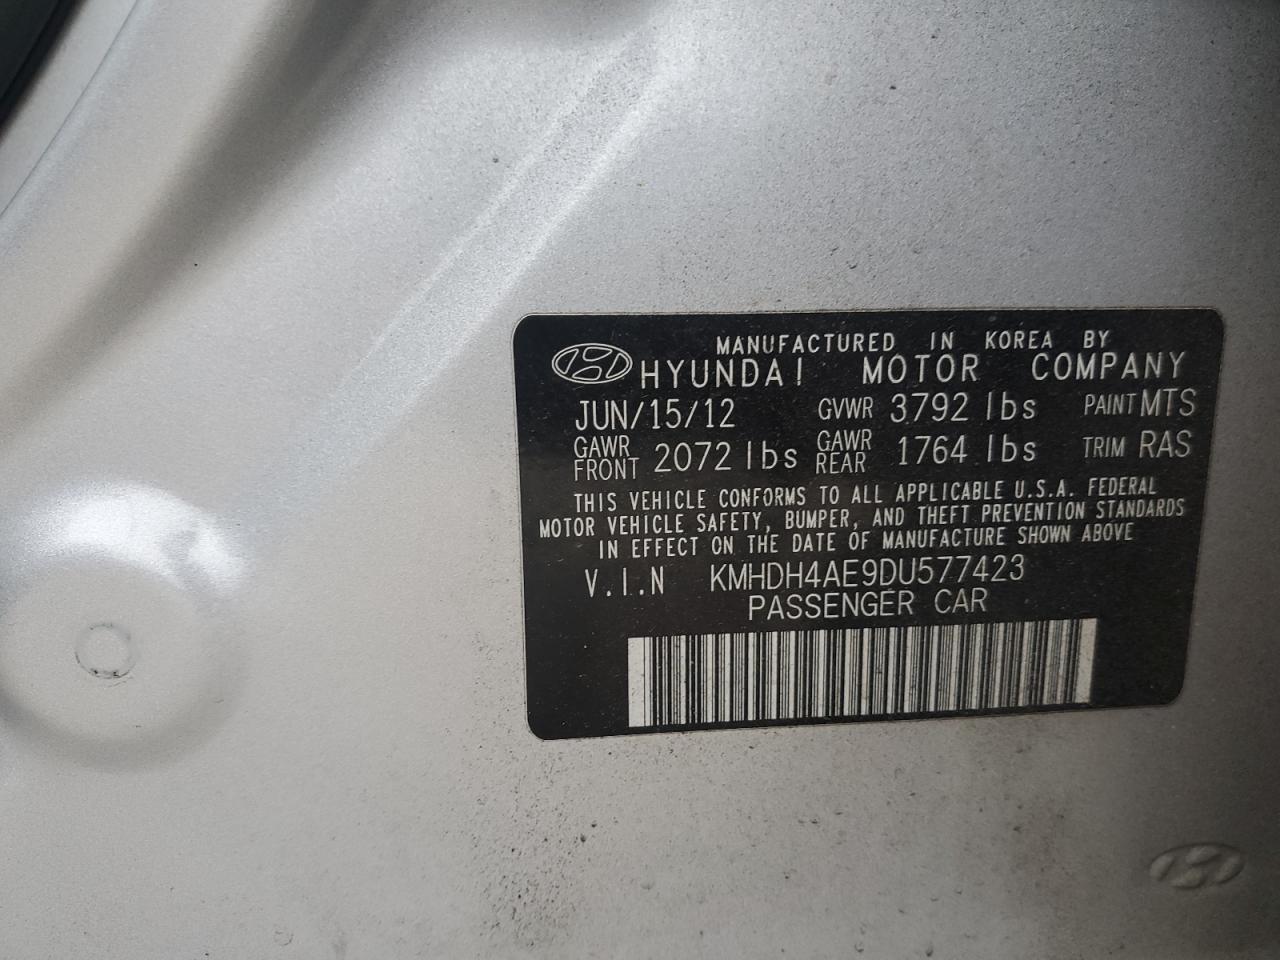 MANUFACTURED IN KOREA BY
HYUNDAI MOTOR COMPANY
JUN/15/12 GVWR 3792 lbs PAINT MTS
GAWR FRONT 2072 lbs GAWR REAR 1764 lbs TRIM RAS
THIS VEHICLE CONFORMS TO ALL APPLICABLE U.S.A. FEDERAL
MOTOR VEHICLE SAFETY, BUMPER, AND THEFT PREVENTION STANDARDS
IN EFFECT ON THE DATE OF MANUFACTURE SHOWN ABOVE
V.I.N KMHDH4AE9DU577423
PASSENGER CAR